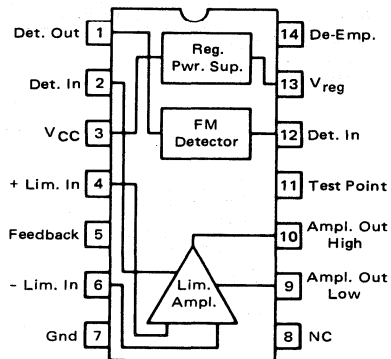 Det. Out 1
Det. In 2
VCC 3
+ Lim. In 4
Feedback 5
- Lim. In 6
Gnd 7
Reg.
Pwr. Sup.
FM
Detector
Lim.
Ampl.
14 De-Emp.
13 Vreg
12 Det. In
11 Test Point
10 Ampl. Out
High
9 Ampl. Out
Low
8 NC